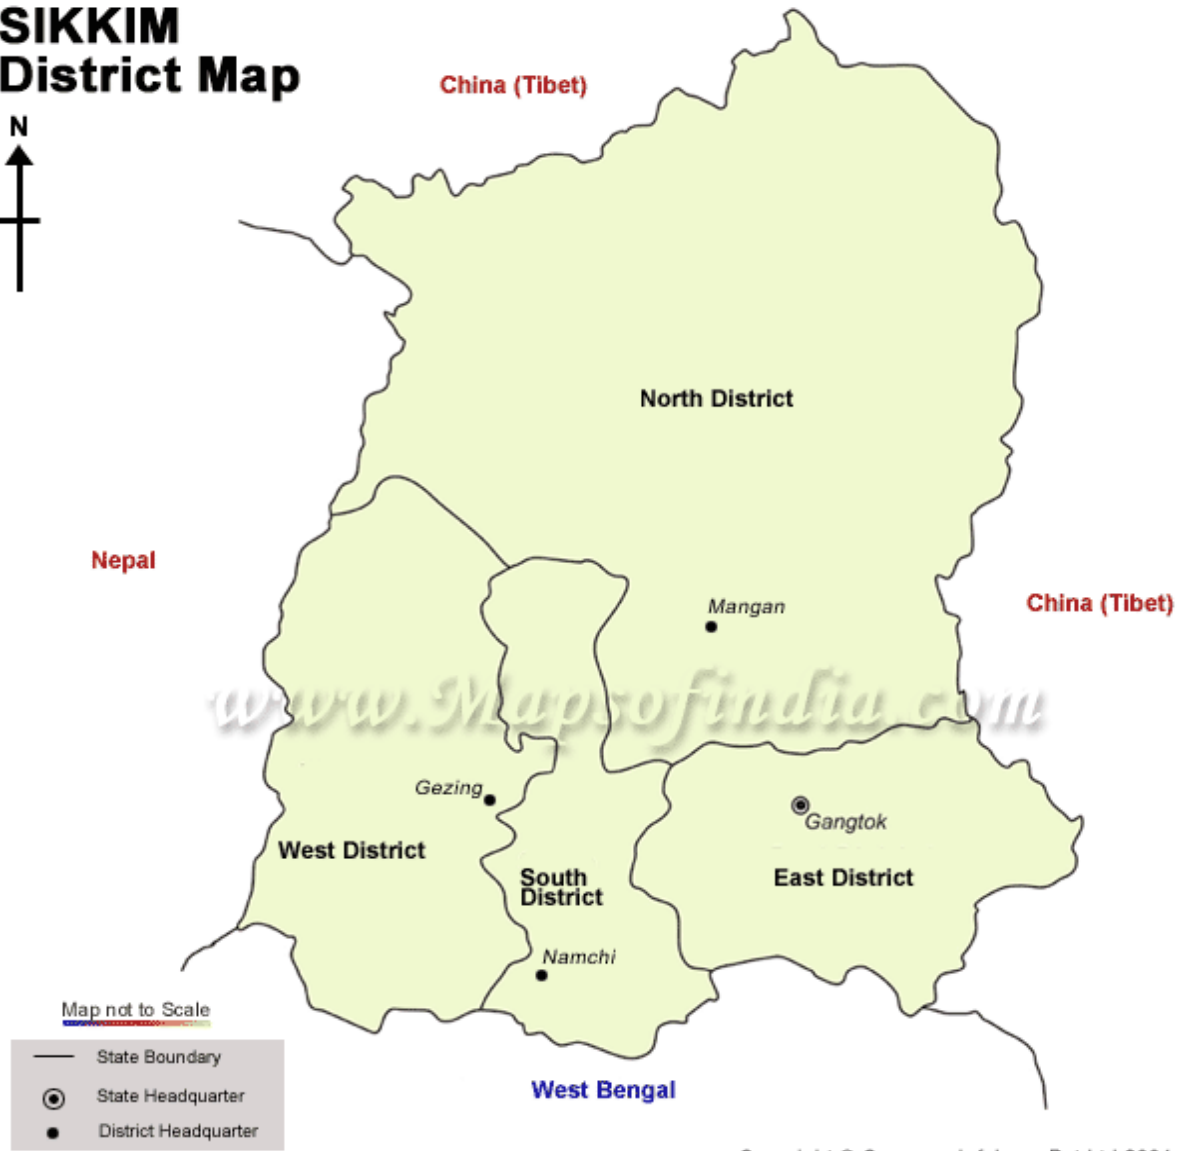 SIKKIM
District Map
China (Tibet)
N
North District
Nepal
China (Tibet)
Mangan
www.Mapsofindia.com
Gezing
Gangtok
West District
South
District
East District
Namchi
Map not to Scale
State Boundary
State Headquarter
District Headquarter
West Bengal